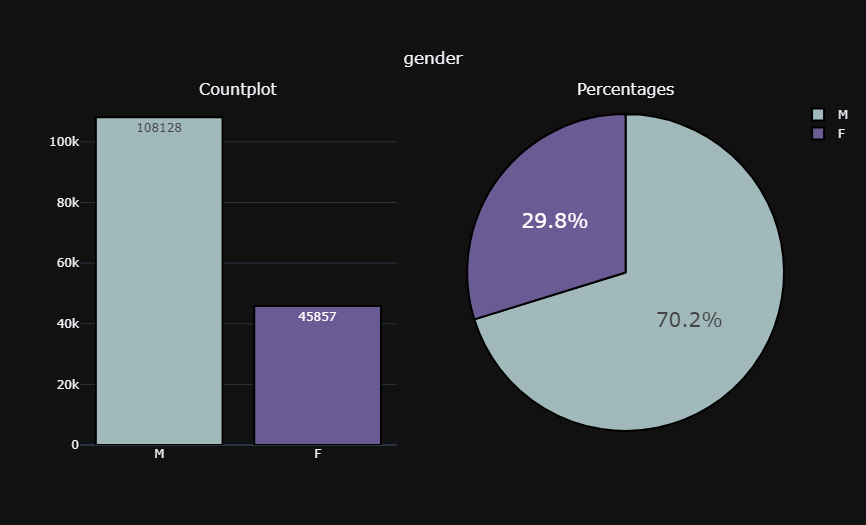 gender
Countplot
108128
100k
80k
60k
40k
20k
0
45857
M
F
Percentages
29.8%
70.2%
M
F